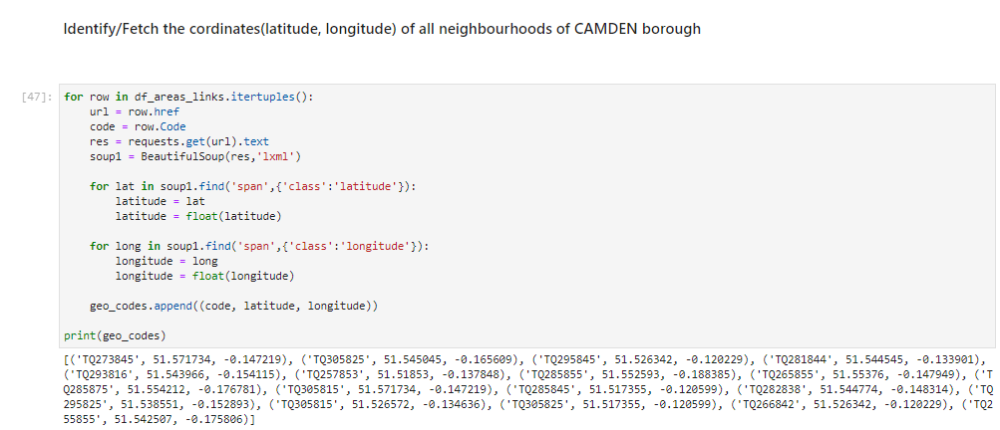 Identify/Fetch the cordinates(latitude, longitude) of all neighbourhoods of CAMDEN borough
[47]: for row in df_areas_links.itertuples():
url = row.href
code = row.Code
res = requests.get(url).text
soup1 = BeautifulSoup(res,'lxml')
for lat in soup1.find('span',{'class':'latitude'}):
latitude = lat
latitude = float(latitude)
for long in soup1.find('span',{'class':'longitude'}):
longitude = long
longitude = float(longitude)
geo_codes.append((code, latitude, longitude))
print(geo_codes)
[('TQ273845', 51.571734, -0.147219), ('TQ305825', 51.545045, -0.165609), ('TQ295845', 51.526342, -0.120229), ('TQ281844', 51.544545, -0.133901),
('TQ293816', 51.543966, -0.154115), ('TQ257853', 51.51853, -0.137848), ('TQ285855', 51.552593, -0.188385), ('TQ265855', 51.55376, -0.147949), ('T
Q285875', 51.554212, -0.176781), ('TQ305815', 51.571734, -0.147219), ('TQ285845', 51.517355, -0.120599), ('TQ282838', 51.544774, -0.148314), ('TQ
295825', 51.538551, -0.152893), ('TQ305815', 51.526572, -0.134636), ('TQ305825', 51.517355, -0.120599), ('TQ266842', 51.526342, -0.120229), ('TQ2
55855', 51.542507, -0.175806)]